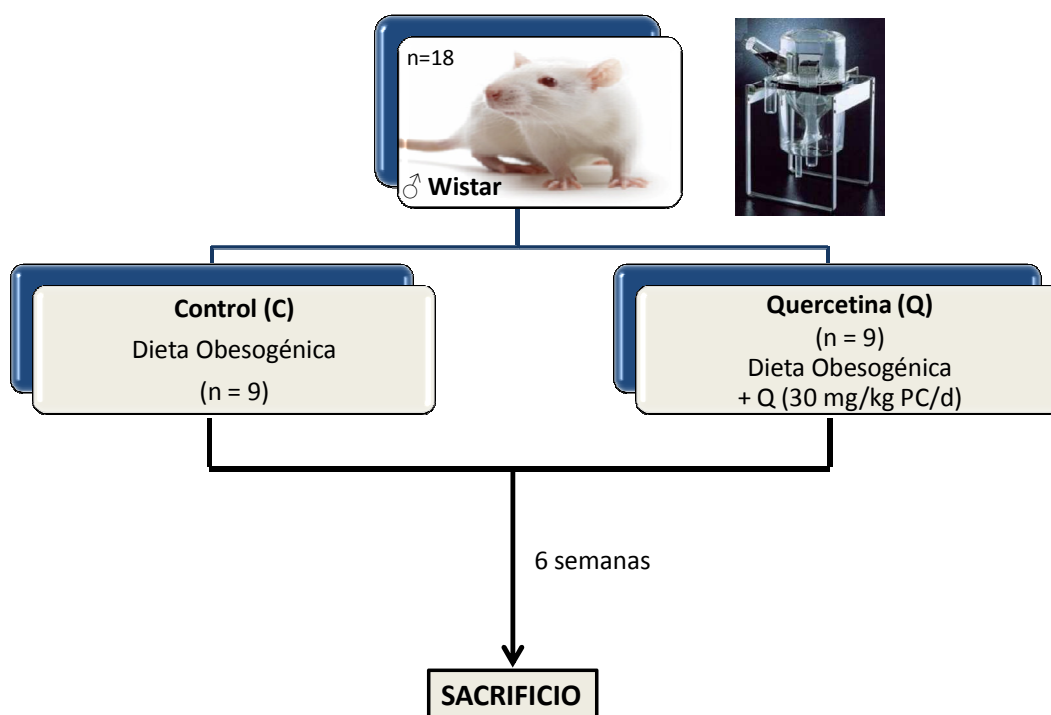 n=18
♂ Wistar
Control (C)
Dieta Obesogénica
(n = 9)
Quercetina (Q)
(n = 9)
Dieta Obesogénica
+ Q (30 mg/kg PC/d)
6 semanas
SACRIFICIO